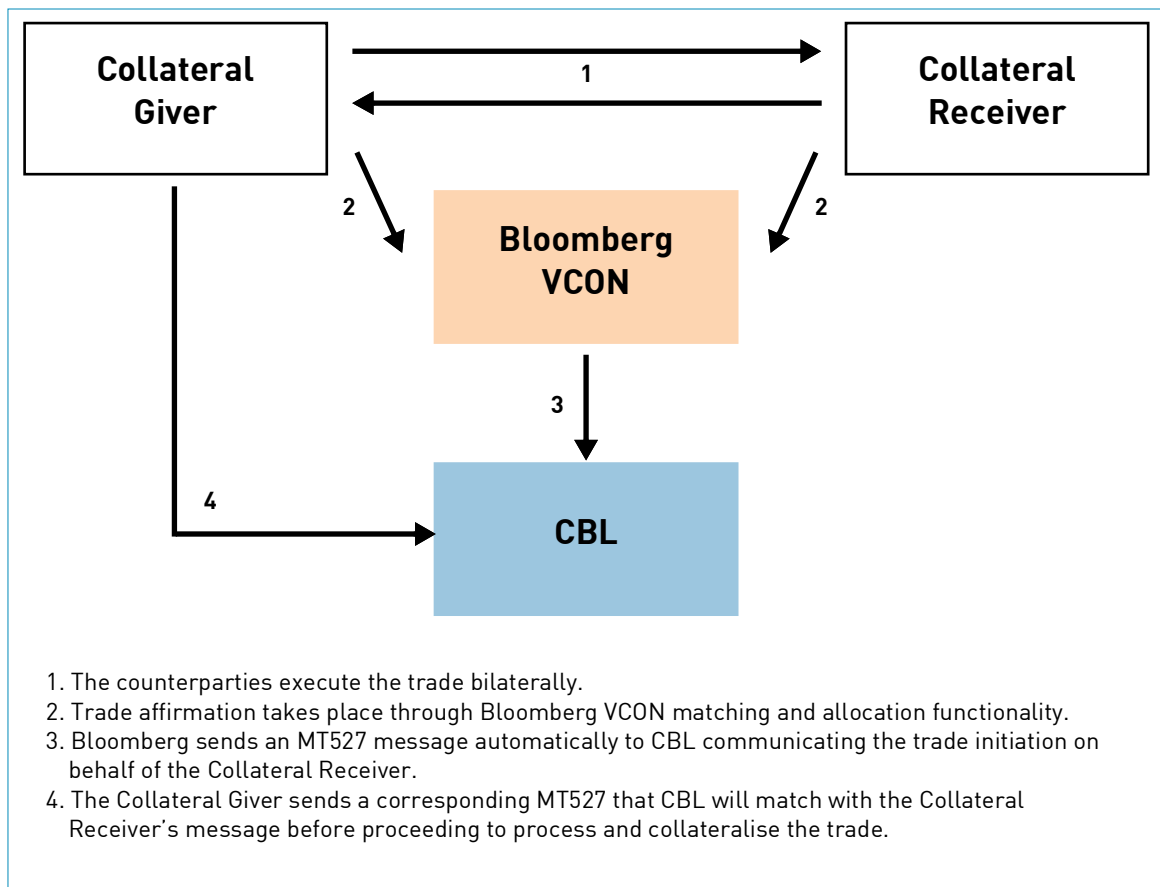 Collateral
Giver
1
Collateral
Receiver
2
2
Bloomberg
VCON
3
4
CBL
1. The counterparties execute the trade bilaterally.
2. Trade affirmation takes place through Bloomberg VCON matching and allocation functionality.
3. Bloomberg sends an MT527 message automatically to CBL communicating the trade initiation on
behalf of the Collateral Receiver.
4. The Collateral Giver sends a corresponding MT527 that CBL will match with the Collateral
Receiver’s message before proceeding to process and collateralise the trade.